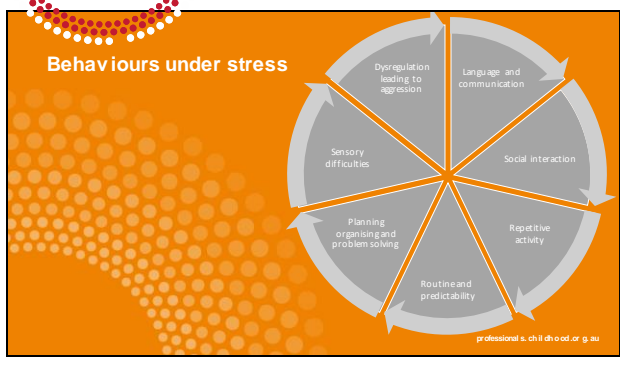 Behaviours under stress
Dysregulation
leading to
aggression
Language and
communication
Social interaction
Repetitive
activity
Routine and
predictability
Planning
organising and
problem solving
Sensory
difficulties
professionals.childhood.org.au